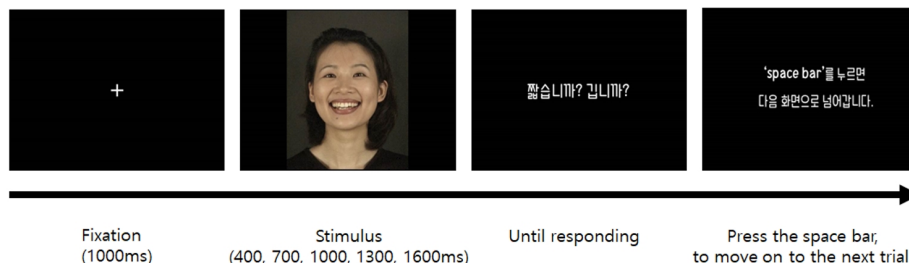 +
짧습니까? 깁니까?
'space bar'를 누르면
다음 화면으로 넘어갑니다.
Fixation
(1000ms)
Stimulus
(400, 700, 1000, 1300, 1600ms)
Until responding
Press the space bar,
to move on to the next trial